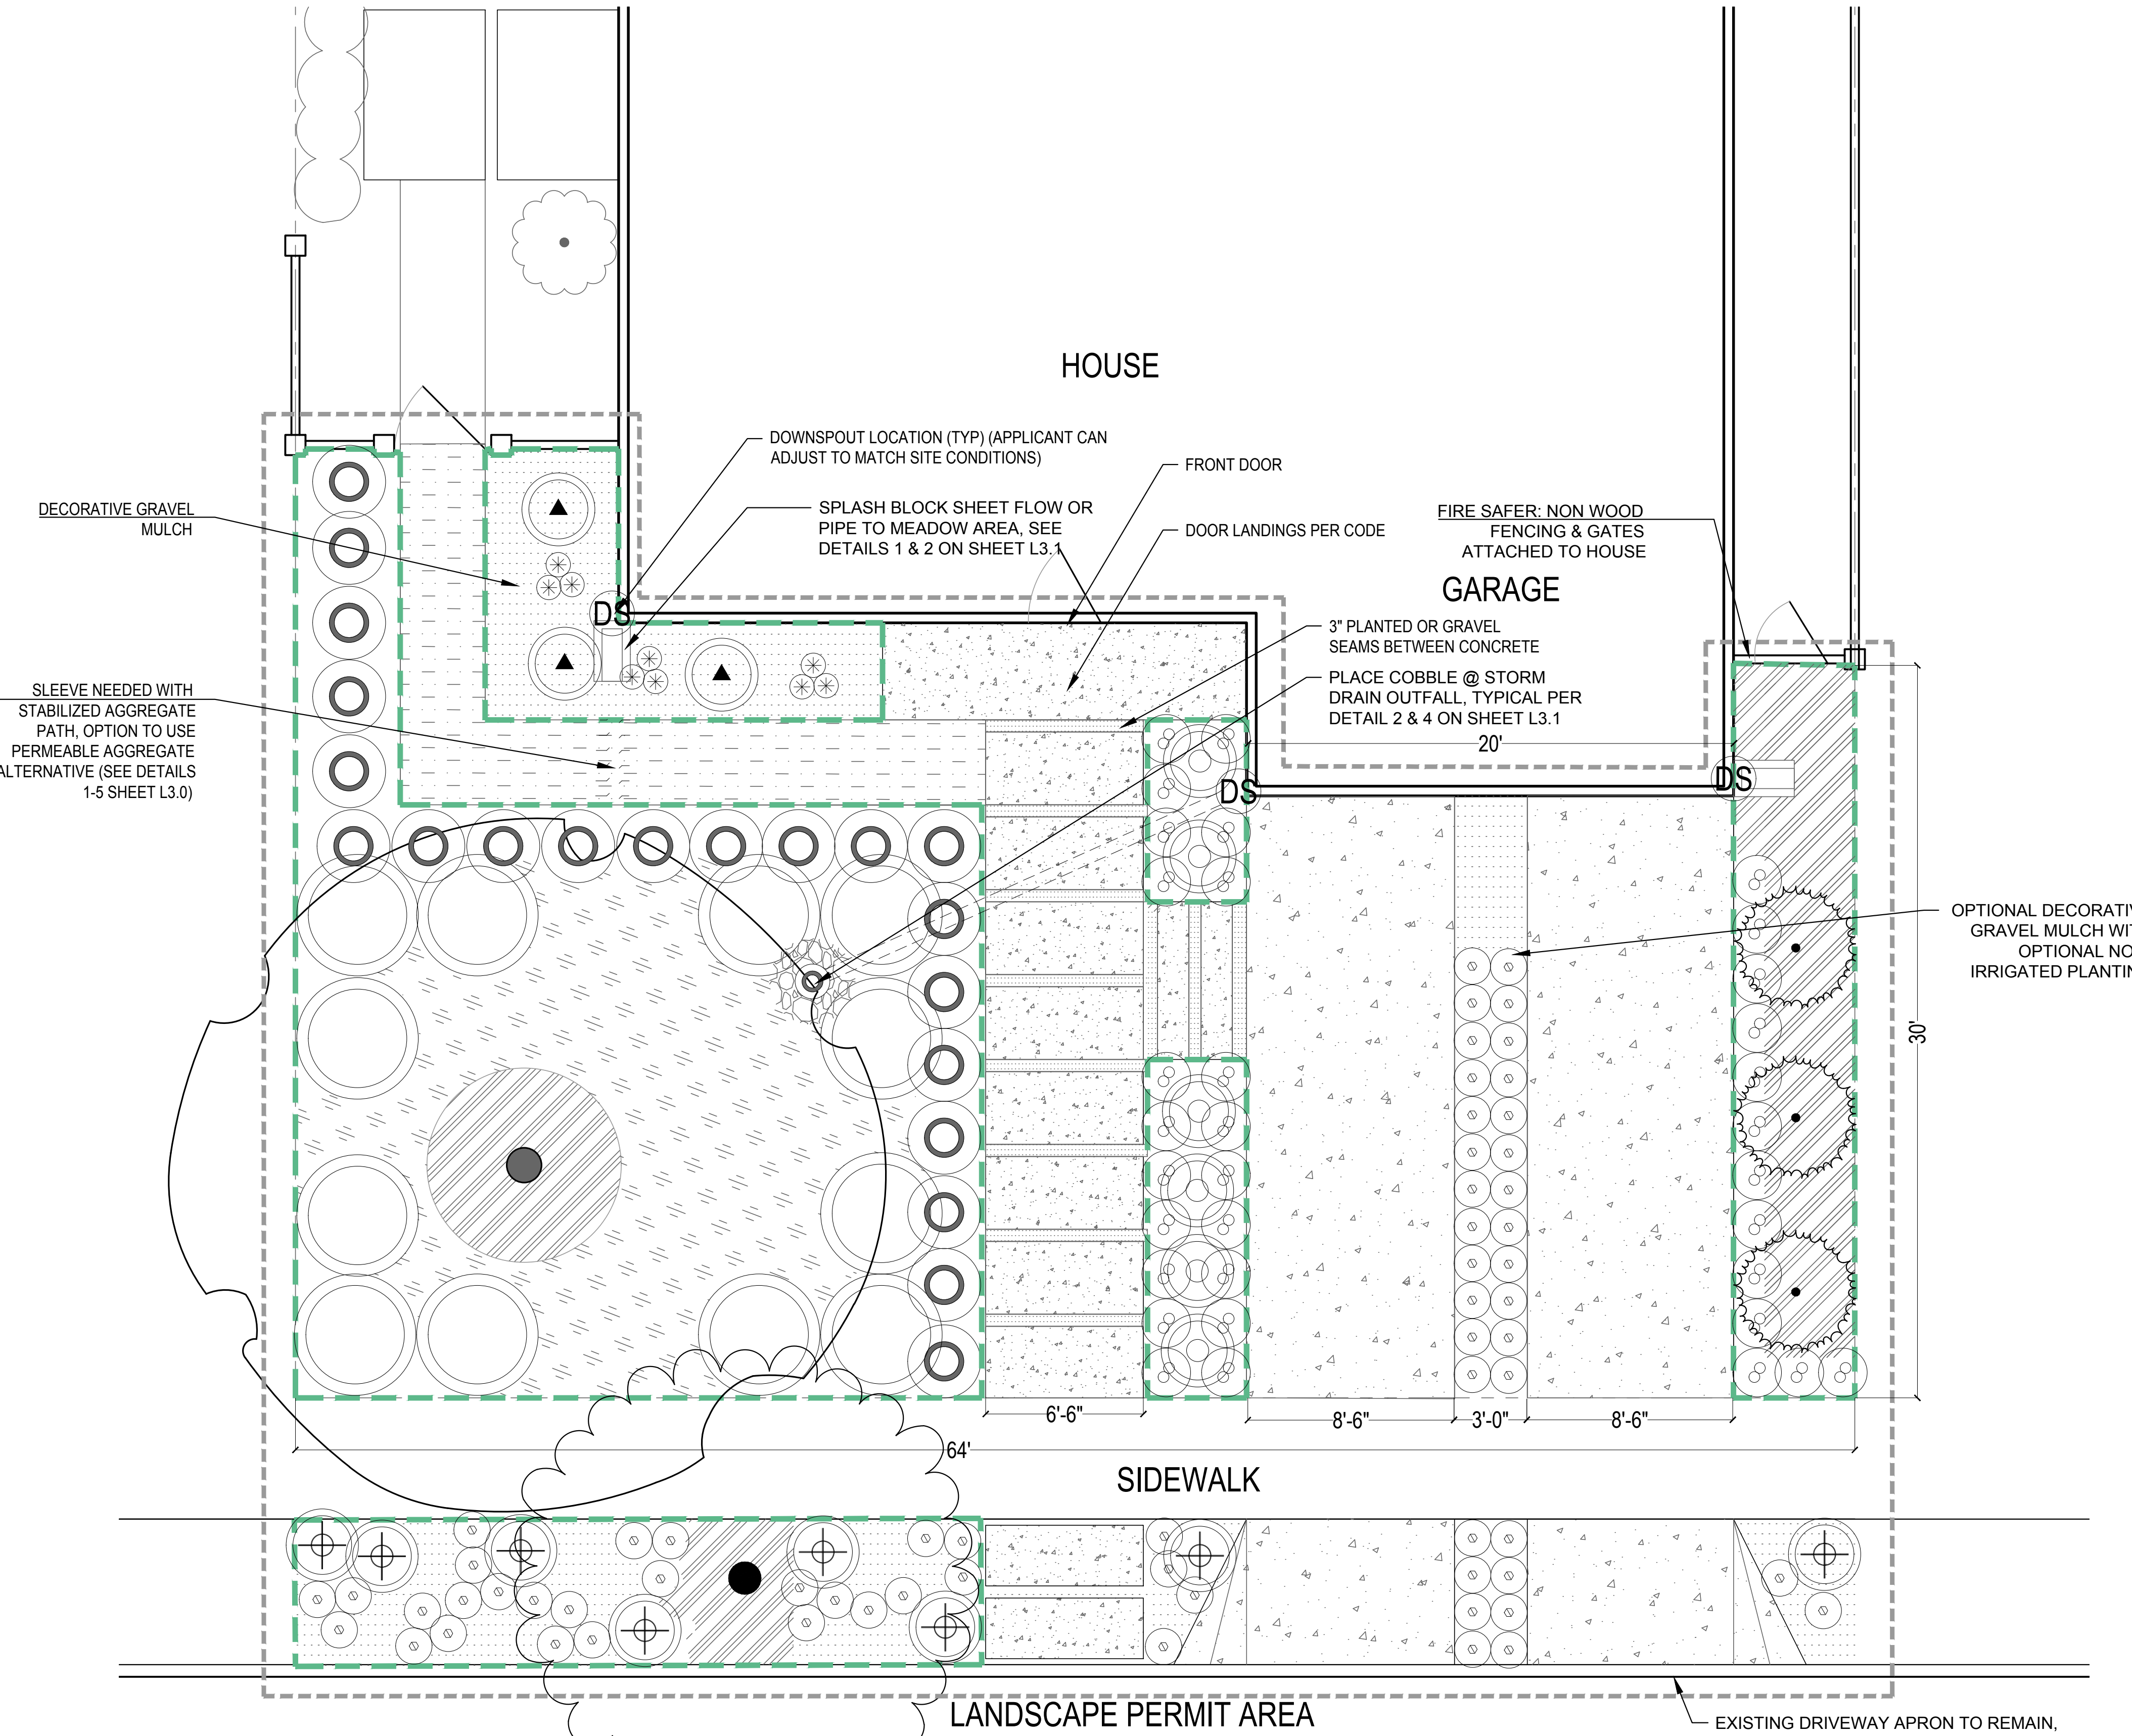 HOUSE
DOWNSPOUT LOCATION (TYP) (APPLICANT CAN
ADJUST TO MATCH SITE CONDITIONS)
FRONT DOOR
SPLASH BLOCK SHEET FLOW OR
PIPE TO MEADOW AREA, SEE
DETAILS 1 & 2 ON SHEET L3.1
DOOR LANDINGS PER CODE
FIRE SAFER: NON WOOD
FENCING & GATES
ATTACHED TO HOUSE
GARAGE
DECORATIVE GRAVEL
MULCH
DS
3" PLANTED OR GRAVEL
SEAMS BETWEEN CONCRETE
PLACE COBBLE @ STORM
DRAIN OUTFALL, TYPICAL PER
DETAIL 2 & 4 ON SHEET L3.1
SLEEVE NEEDED WITH
STABILIZED AGGREGATE
PATH, OPTION TO USE
PERMEABLE AGGREGATE
ALTERNATIVE (SEE DETAILS
1-5 SHEET L3.0)
20'
DS
DS
OPTIONAL DECORATIV
GRAVEL MULCH WIT
OPTIONAL NO
IRRIGATED PLANTIN
30'
6'-6"
8'-6"
3'-0"
8'-6"
64'
SIDEWALK
LANDSCAPE PERMIT AREA
EXISTING DRIVEWAY APRON TO REMAIN,